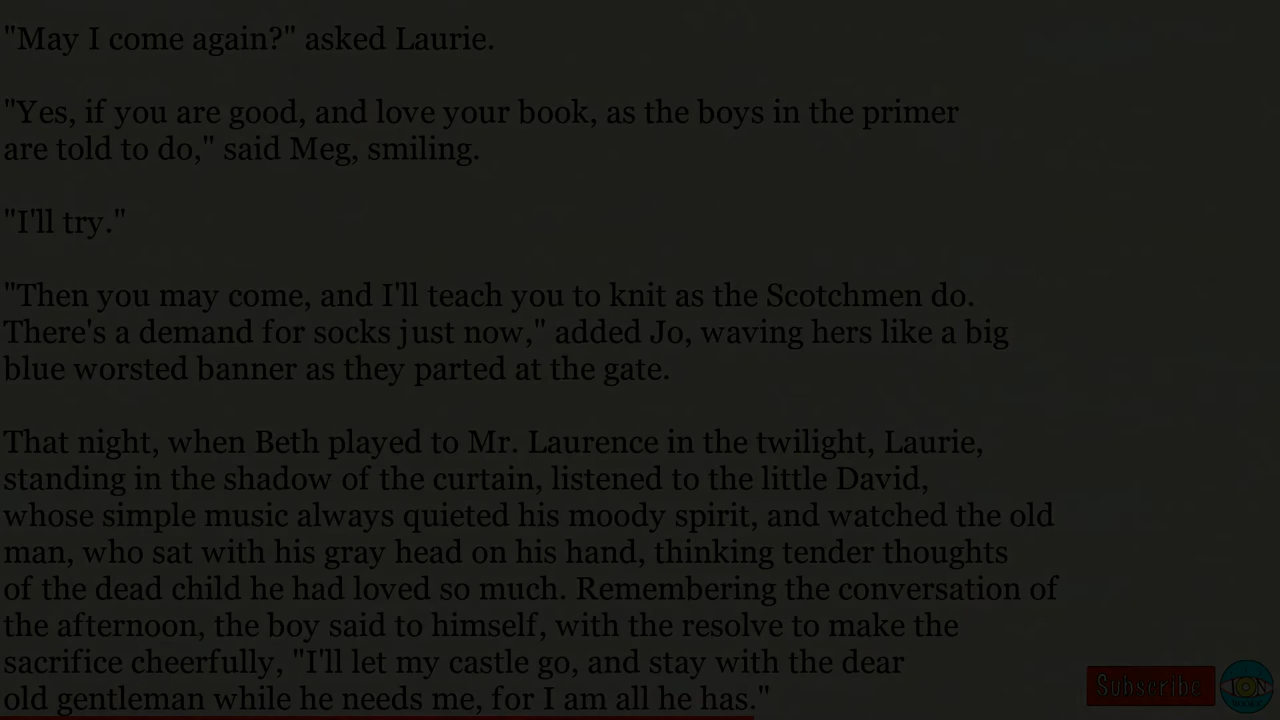 "May I come again?" asked Laurie.
"Yes, if you are good, and love your book, as the boys in the primer
are told to do," said Meg, smiling.
"I'll try."
"Then you may come, and I'll teach you to knit as the Scotchmen do.
There's a demand for socks just now," added Jo, waving hers like a big
blue worsted banner as they parted at the gate.
That night, when Beth played to Mr. Laurence in the twilight, Laurie,
standing in the shadow of the curtain, listened to the little David,
whose simple music always quieted his moody spirit, and watched the old
man, who sat with his gray head on his hand, thinking tender thoughts
of the dead child he had loved so much. Remembering the conversation of
the afternoon, the boy said to himself, with the resolve to make the
sacrifice cheerfully, "I'll let my castle go, and stay with the dear
old gentleman while he needs me, for I am all he has."
Subscribe